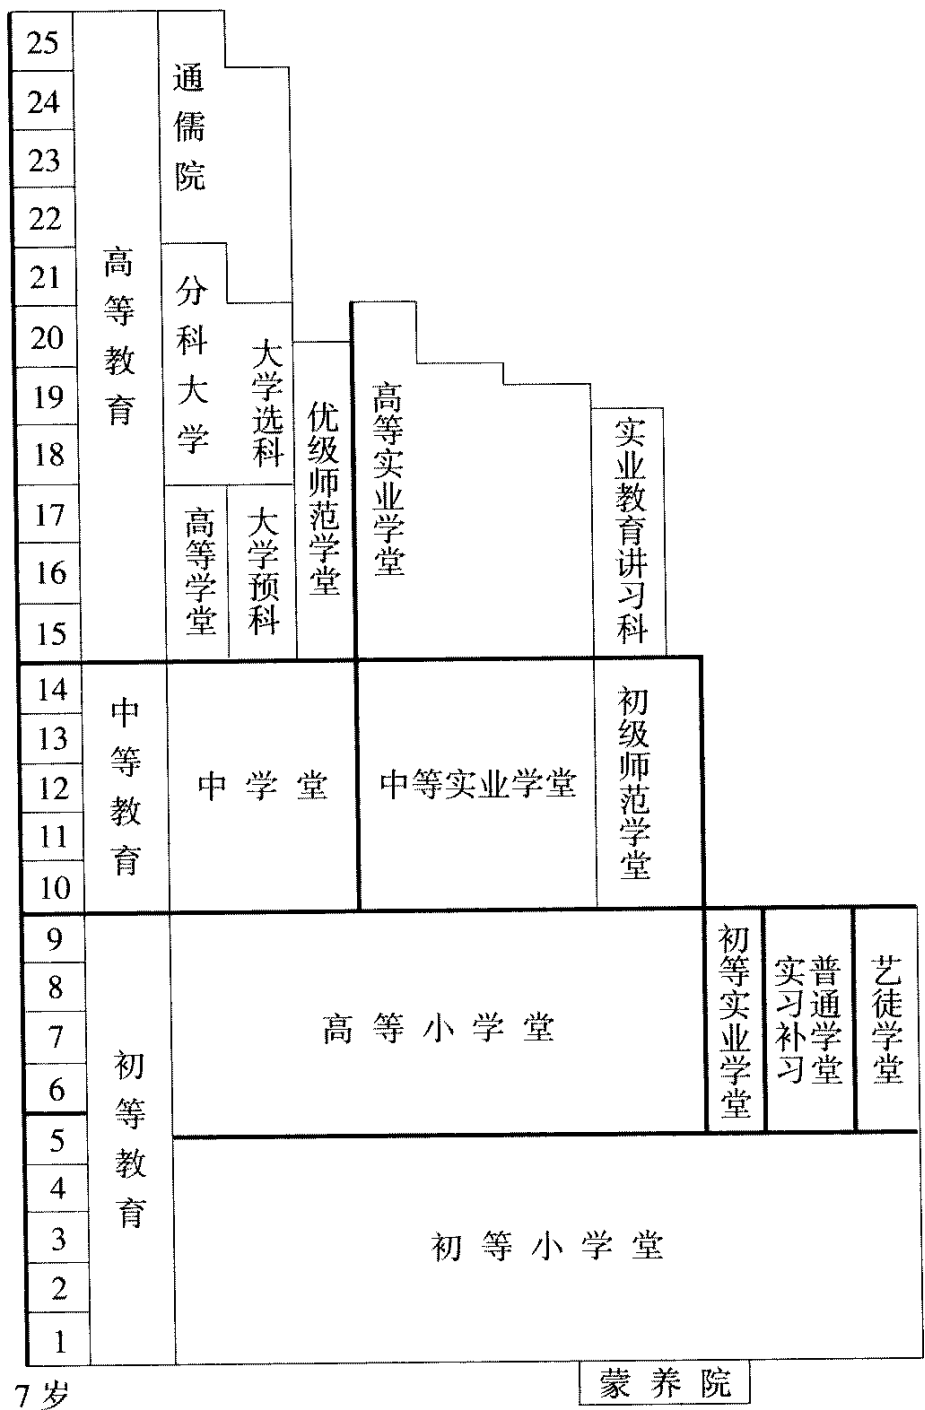 25
24
23
22
21
20
19
18
17
16
15
14
13
12
11
10
9
8
7
6
5
4
3
2
1
7 岁
高等教育
中等教育
初等教育
通儒院
分科大学
大学选科
高等学堂
大学预科
优级师范学堂
高等实业学堂
实业教育讲习科
中学堂
中等实业学堂
初级师范学堂
高等小学堂
初等实业学堂
普通学堂
实习补习
艺徒学堂
初等小学堂
蒙养院